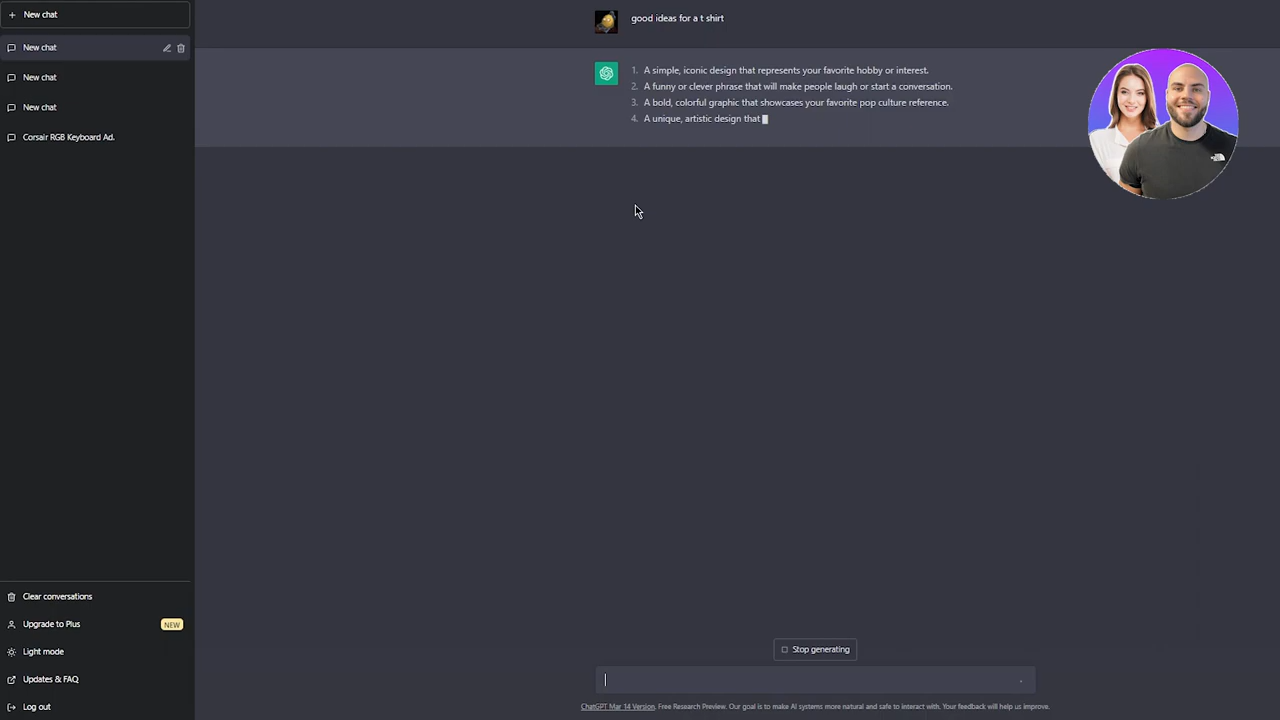 New chat
New chat
New chat
New chat
Corsair RGB Keyboard Ad.
Clear conversations
Upgrade to Plus
NEW
Light mode
Updates & FAQ
Log out
good ideas for a t shirt
1. A simple, iconic design that represents your favorite hobby or interest.
2. A funny or clever phrase that will make people laugh or start a conversation.
3. A bold, colorful graphic that showcases your favorite pop culture reference.
4. A unique, artistic design that
Stop generating
ChatGPT Mar 14 Version. Free Research Preview. Our goal is to make AI systems more natural and safe to interact with. Your feedback will help us improve.